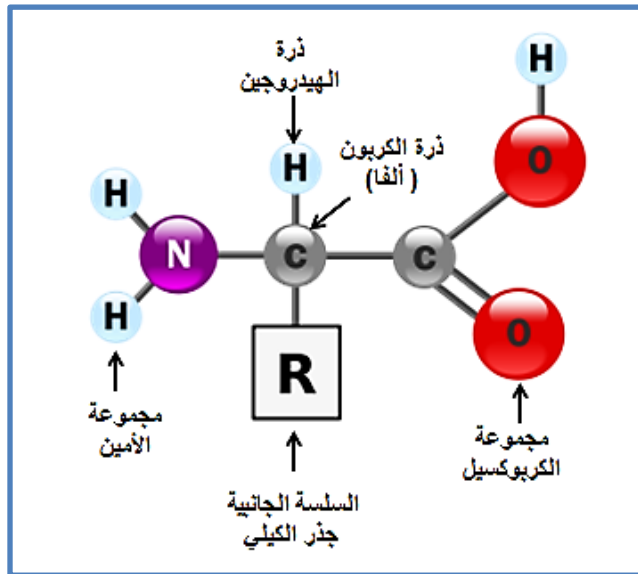 ذرة
الهيدروجين
ذرة الكربون
( ألفا)
H
H
H
O
N
C
C
H
O
R
مجموعة
الأمين
مجموعة
الكربوكسيل
السلسة الجانبية
جذر الكيلي